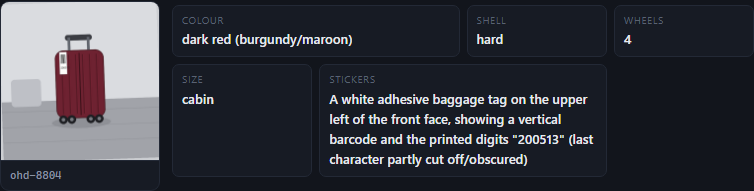 COLOUR
dark red (burgundy/maroon)
SHELL
hard
WHEELS
4
SIZE
cabin
STICKERS
A white adhesive baggage tag on the upper
left of the front face, showing a vertical
barcode and the printed digits "200513" (last
character partly cut off/obscured)
ohd-8804